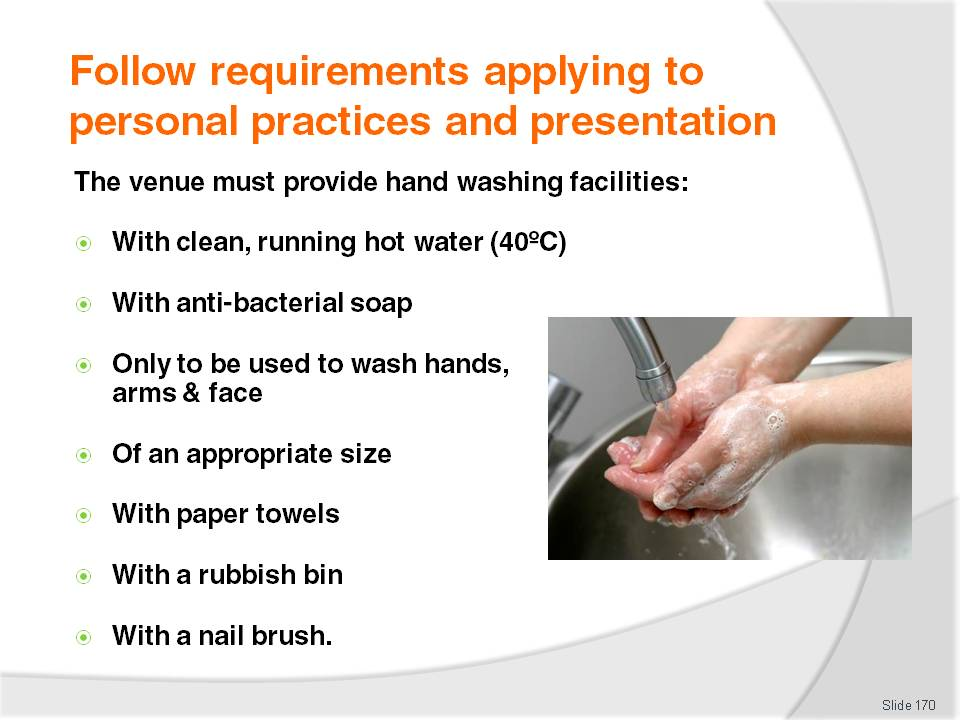 Follow requirements applying to
personal practices and presentation
The venue must provide hand washing facilities:
With clean, running hot water (40ºC)
With anti-bacterial soap
Only to be used to wash hands,
arms & face
Of an appropriate size
With paper towels
With a rubbish bin
With a nail brush.
Slide 170